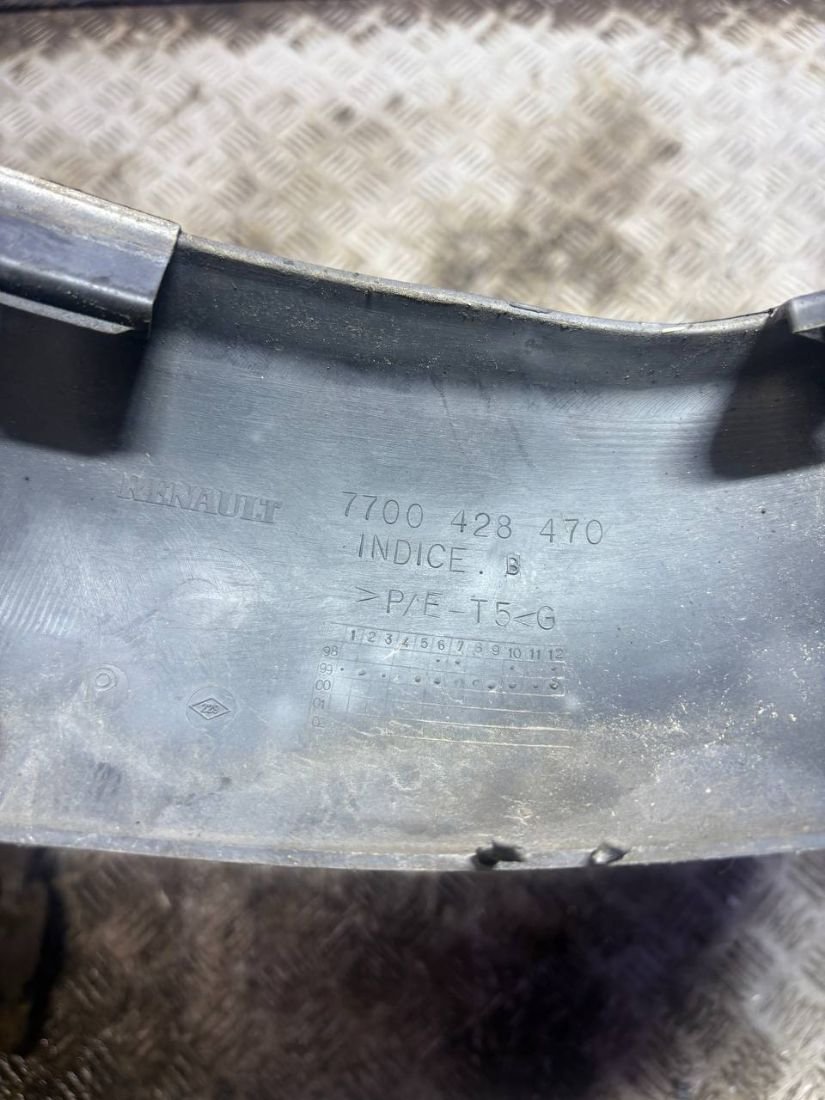 RENAULT 7700 428 470
INDICE . B
>P/E-T5<G
1 2 3 4 5 6 7 8 9 10 11 12
98
99
00
01